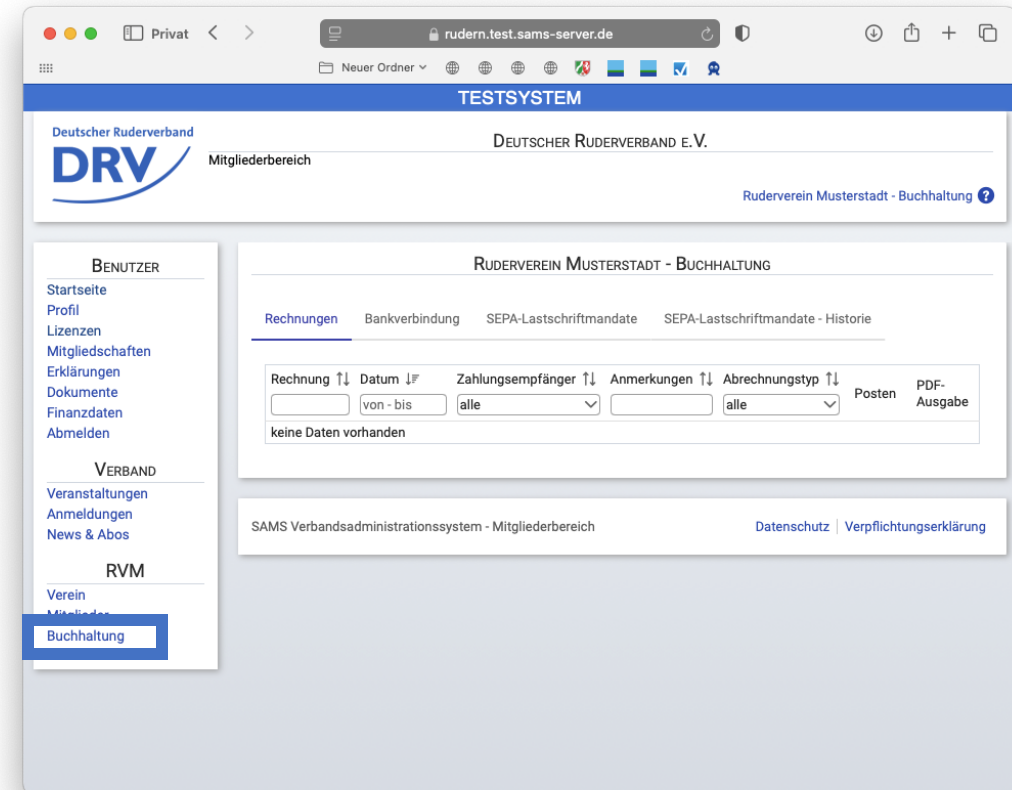 Privat
rudern.test.sams-server.de
Neuer Ordner
TESTSYSTEM
Deutscher Ruderverband
DRV
Mitgliederbereich
Deutscher Ruderverband e.V.
Ruderverein Musterstadt - Buchhaltung ?
Benutzer
Startseite
Profil
Lizenzen
Mitgliedschaften
Erklärungen
Dokumente
Finanzdaten
Abmelden
Verband
Veranstaltungen
Anmeldungen
News & Abos
RVM
Verein
Mitglieder
Buchhaltung
Ruderverein Musterstadt - Buchhaltung
Rechnungen Bankverbindung SEPA-Lastschriftmandate SEPA-Lastschriftmandate - Historie
Rechnung Datum Zahlungsempfänger Anmerkungen Abrechnungstyp Posten PDF-
Ausgabe
von - bis alle alle
keine Daten vorhanden
SAMS Verbandsadministrationssystem - Mitgliederbereich Datenschutz | Verpflichtungserklärung